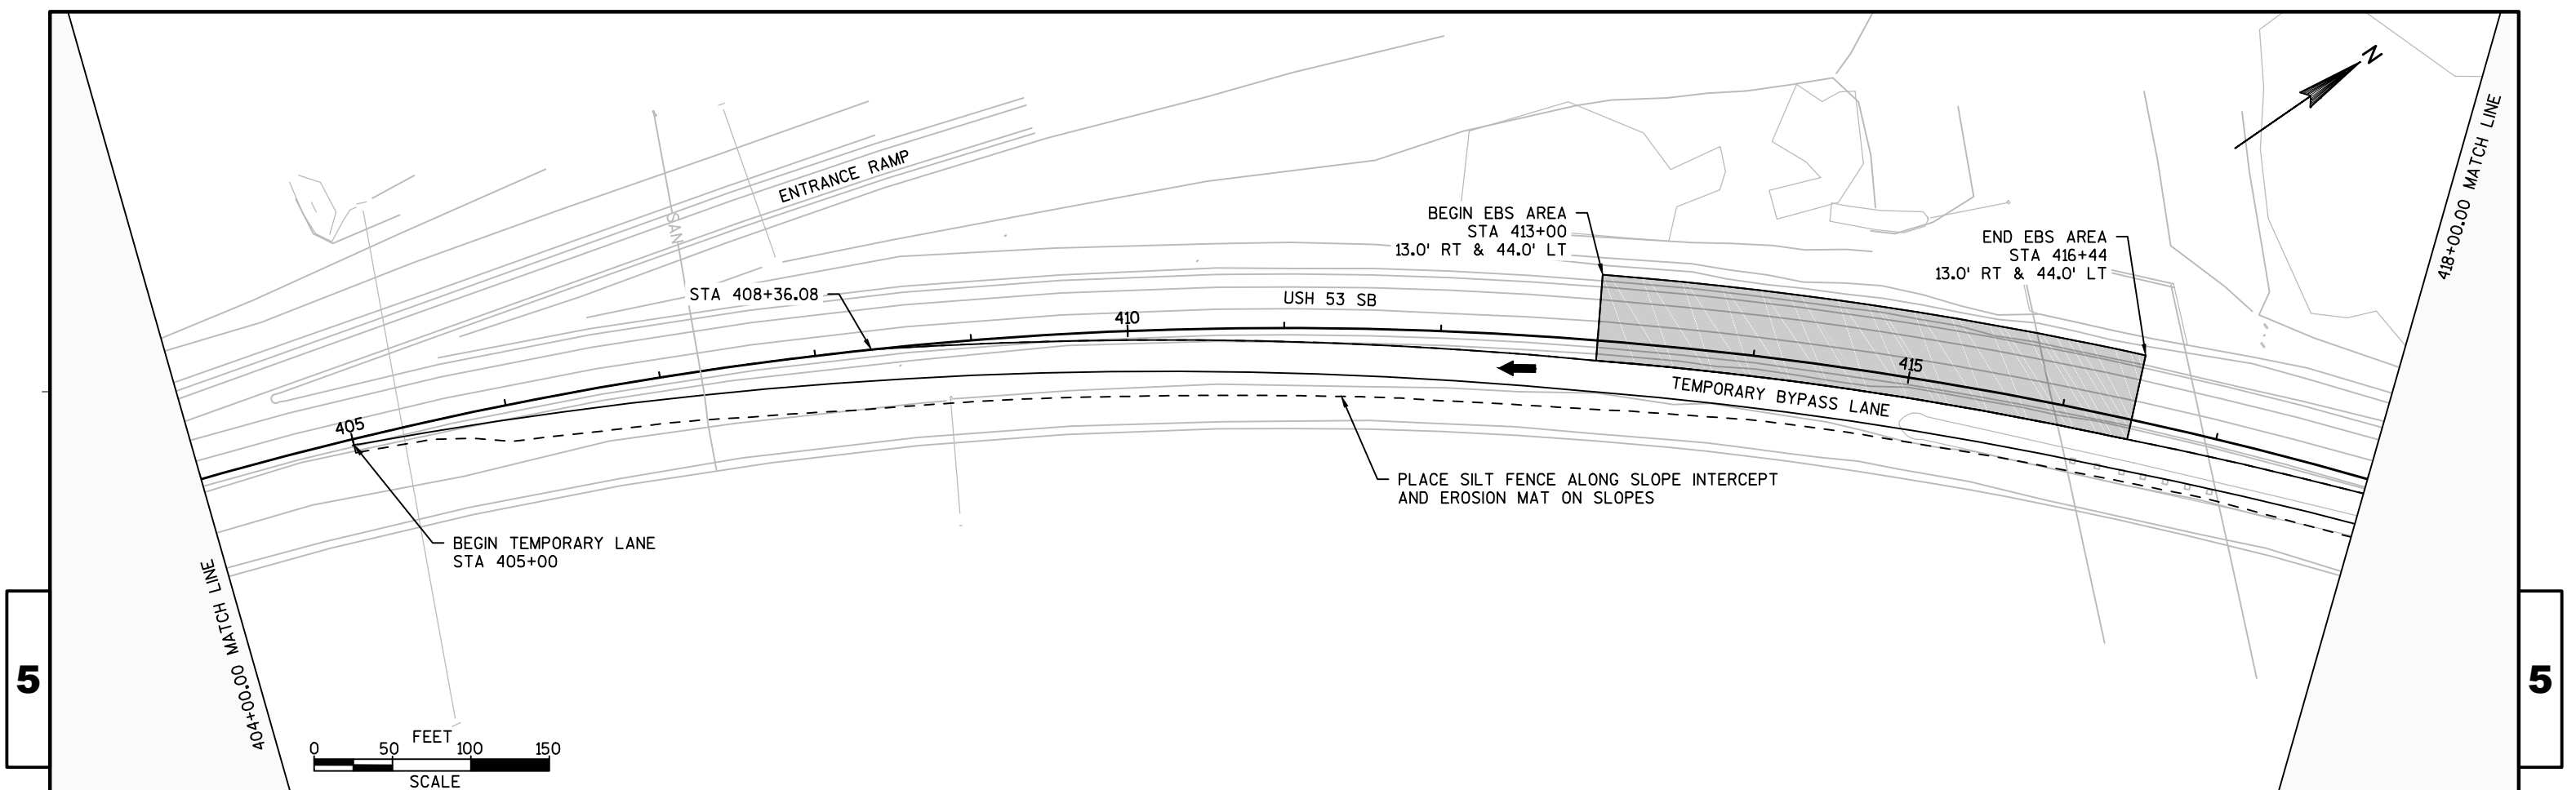 N
418+00.00 MATCH LINE
ENTRANCE RAMP
SAN
BEGIN EBS AREA
STA 413+00
13.0' RT & 44.0' LT
END EBS AREA
STA 416+44
13.0' RT & 44.0' LT
STA 408+36.08
USH 53 SB
410
415
TEMPORARY BYPASS LANE
405
PLACE SILT FENCE ALONG SLOPE INTERCEPT
AND EROSION MAT ON SLOPES
BEGIN TEMPORARY LANE
STA 405+00
404+00.00 MATCH LINE
5
5
FEET
0 50 100 150
SCALE